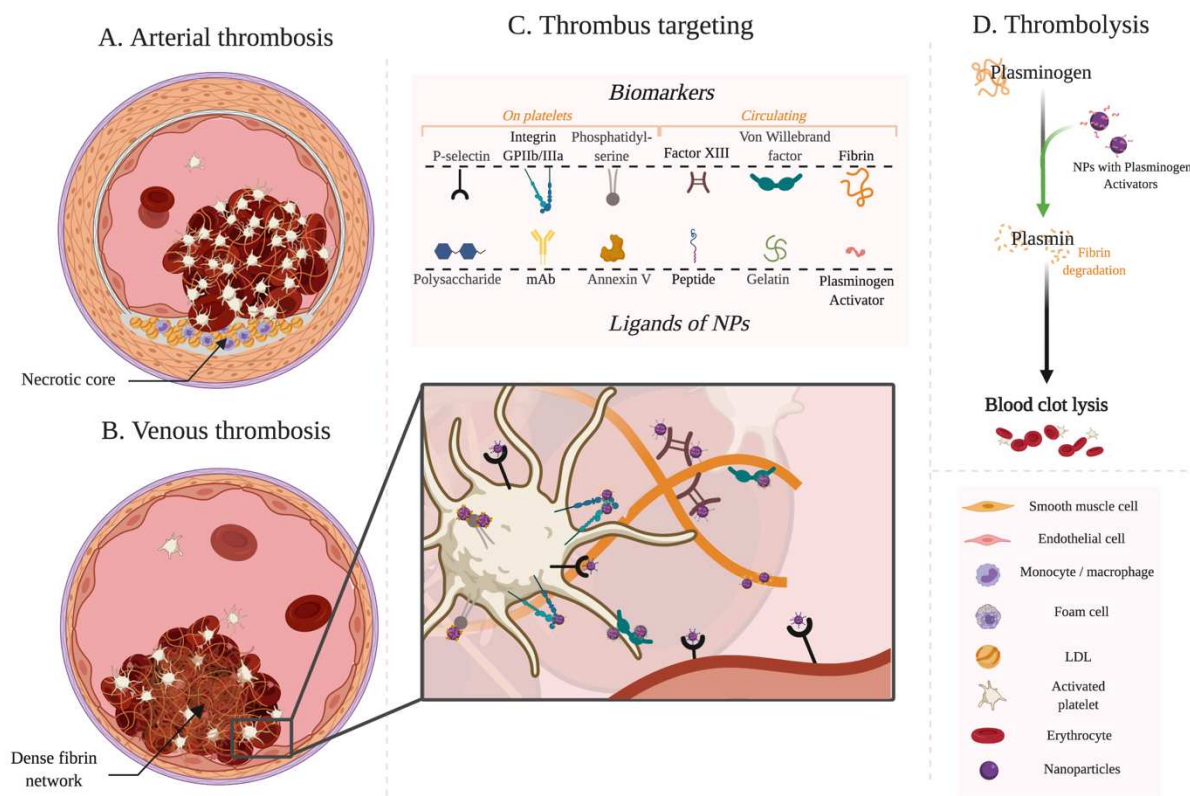 A. Arterial thrombosis
Necrotic core
B. Venous thrombosis
Dense fibrin
network
C. Thrombus targeting
Biomarkers
On platelets
Circulating
P-selectin
Integrin
GPIIb/IIIa
Phosphatidyl-
serine
Factor XIII
Von Willebrand
factor
Fibrin
Polysaccharide
mAb
Annexin V
Peptide
Gelatin
Plasminogen
Activator
Ligands of NPs
D. Thrombolysis
Plasminogen
NPs with Plasminogen
Activators
Plasmin
Fibrin
degradation
Blood clot lysis
Smooth muscle cell
Endothelial cell
Monocyte / macrophage
Foam cell
LDL
Activated
platelet
Erythrocyte
Nanoparticles